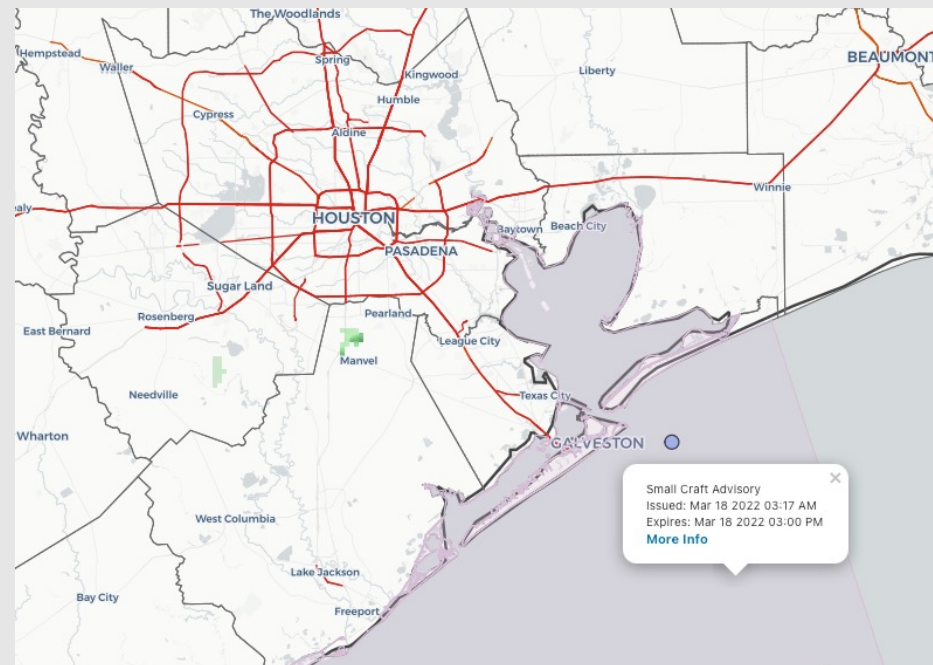 The Woodlands
Hempstead
Spring
BEAUMONT
Waller
Kingwood
Liberty
Humble
Cypress
Aldine
Winnie
ealy
HOUSTON
Baytown
Beach City
PASADENA
Sugar Land
Rosenberg
Pearland
East Bernard
League City
Manvel
Needville
Texas City
Wharton
GALVESTON
Small Craft Advisory
Issued: Mar 18 2022 03:17 AM
Expires: Mar 18 2022 03:00 PM
More Info
West Columbia
Lake Jackson
Bay City
Freeport